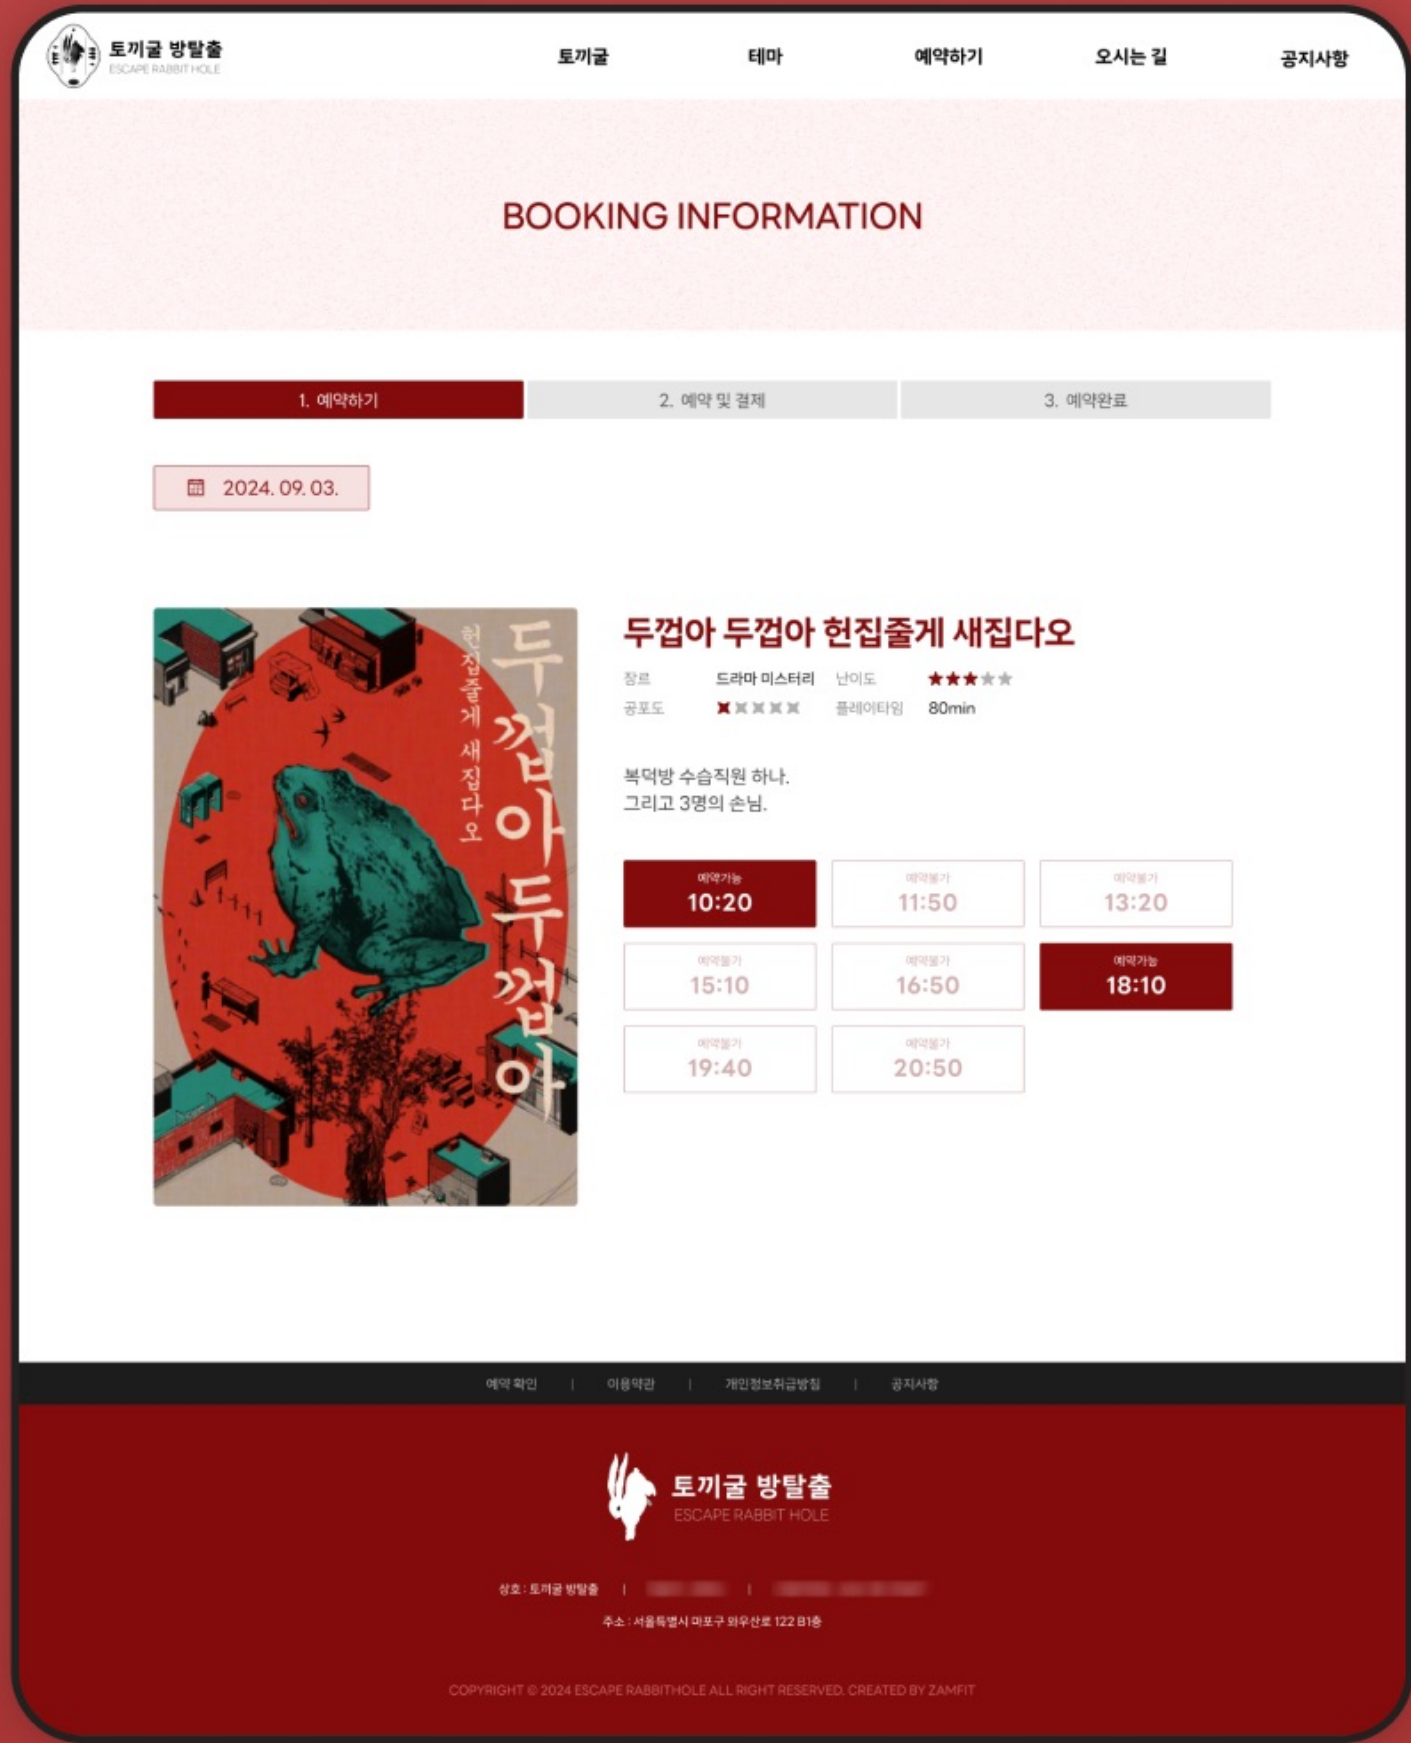 토끼굴 방탈출
ESCAPE RABBIT HOLE
토끼굴 테마 예약하기 오시는 길 공지사항
BOOKING INFORMATION
1. 예약하기 2. 예약 및 결제 3. 예약완료
2024. 09. 03.
두껍아 두껍아
헌집줄게 새집다오
두껍아 두껍아 헌집줄게 새집다오
장르 드라마 미스터리 난이도 ★★★★★
공포도 플레이타임 80min
복덕방 수습직원 하나.
그리고 3명의 손님.
예약가능 예약불가 예약불가
10:20 11:50 13:20
예약불가 예약불가 예약가능
15:10 16:50 18:10
예약불가 예약불가
19:40 20:50
예약 확인 | 이용약관 | 개인정보취급방침 | 공지사항
토끼굴 방탈출
ESCAPE RABBIT HOLE
상호 : 토끼굴 방탈출 | |
주소 : 서울특별시 마포구 와우산로 122 B1층
COPYRIGHT © 2024 ESCAPE RABBITHOLE ALL RIGHT RESERVED. CREATED BY ZAMFIT